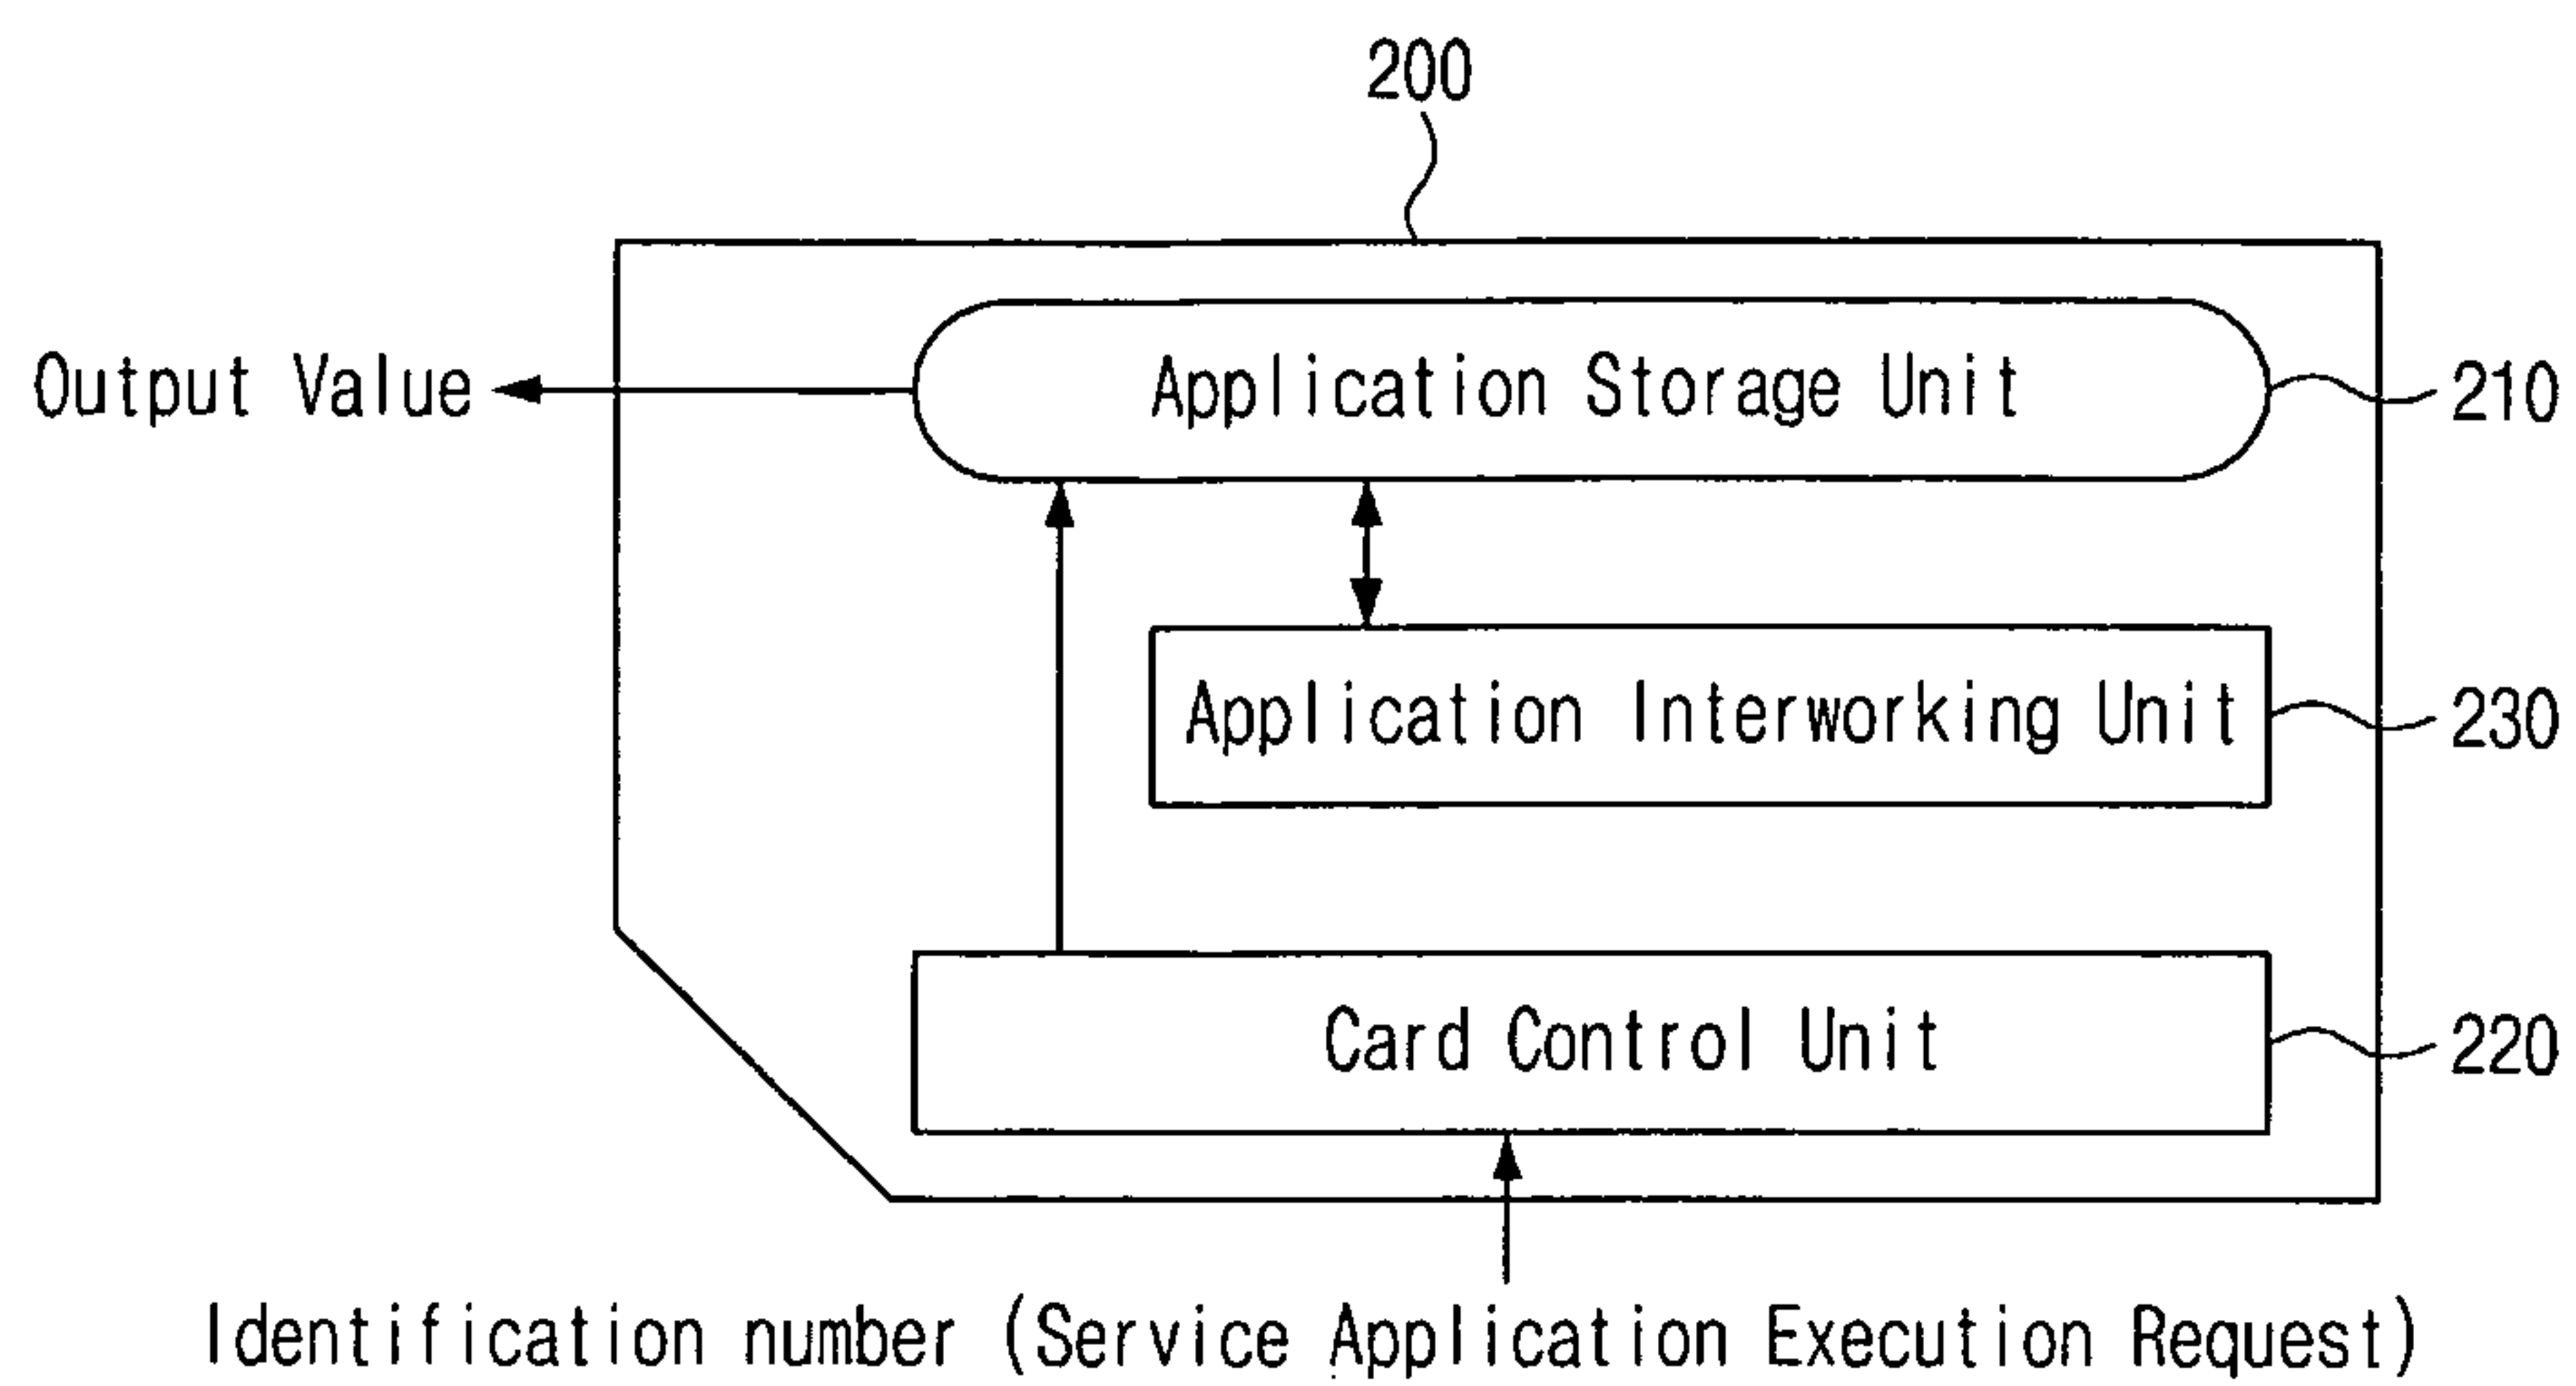 200
Output Value
Application Storage Unit
210
Application Interworking Unit
230
Card Control Unit
220
Identification number (Service Application Execution Request)